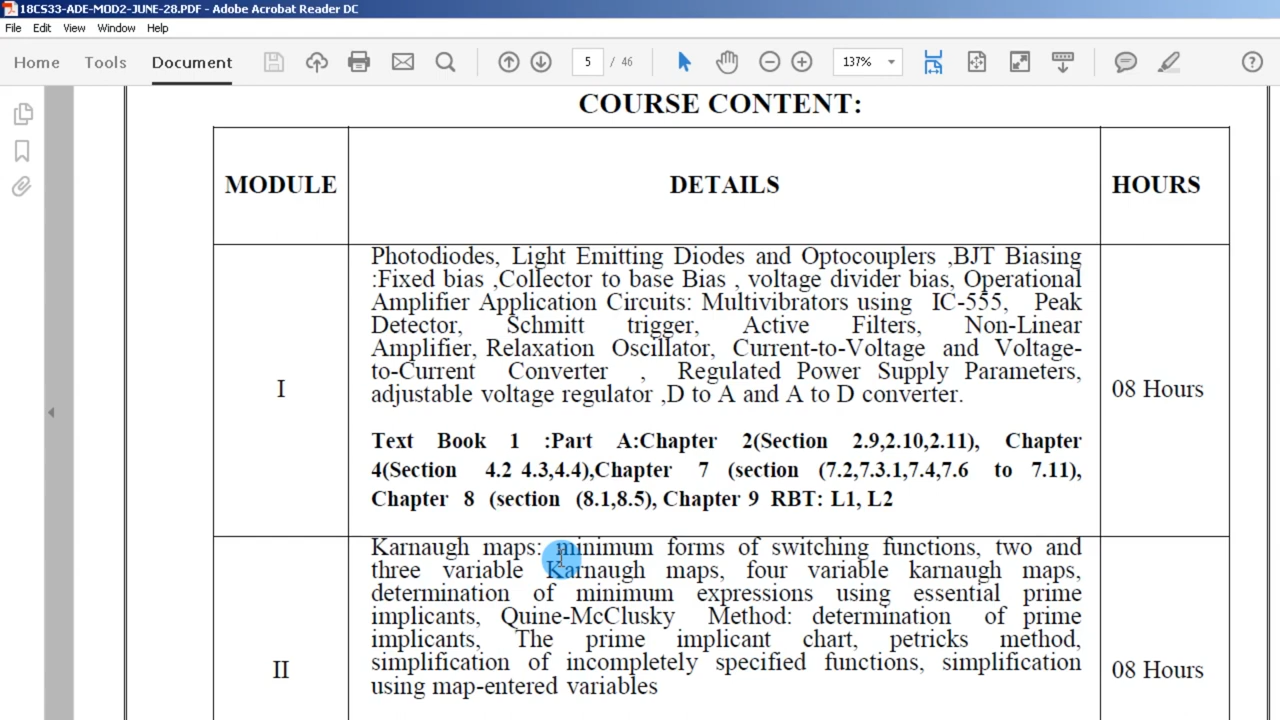 18CS33-ADE-MOD2-JUNE-28.PDF - Adobe Acrobat Reader DC
File Edit View Window Help
Home Tools Document 5 / 46 137%
COURSE CONTENT:
MODULE DETAILS HOURS
Photodiodes, Light Emitting Diodes and Optocouplers ,BJT Biasing
:Fixed bias ,Collector to base Bias , voltage divider bias, Operational
Amplifier Application Circuits: Multivibrators using IC-555, Peak
Detector, Schmitt trigger, Active Filters, Non-Linear
Amplifier, Relaxation Oscillator, Current-to-Voltage and Voltage-
to-Current Converter , Regulated Power Supply Parameters,
adjustable voltage regulator ,D to A and A to D converter.
I 08 Hours
Text Book 1 :Part A:Chapter 2(Section 2.9,2.10,2.11), Chapter
4(Section 4.2 4.3,4.4),Chapter 7 (section (7.2,7.3.1,7.4,7.6 to 7.11),
Chapter 8 (section (8.1,8.5), Chapter 9 RBT: L1, L2
Karnaugh maps: minimum forms of switching functions, two and
three variable Karnaugh maps, four variable karnaugh maps,
determination of minimum expressions using essential prime
implicants, Quine-McClusky Method: determination of prime
implicants, The prime implicant chart, petricks method,
simplification of incompletely specified functions, simplification
using map-entered variables
II 08 Hours